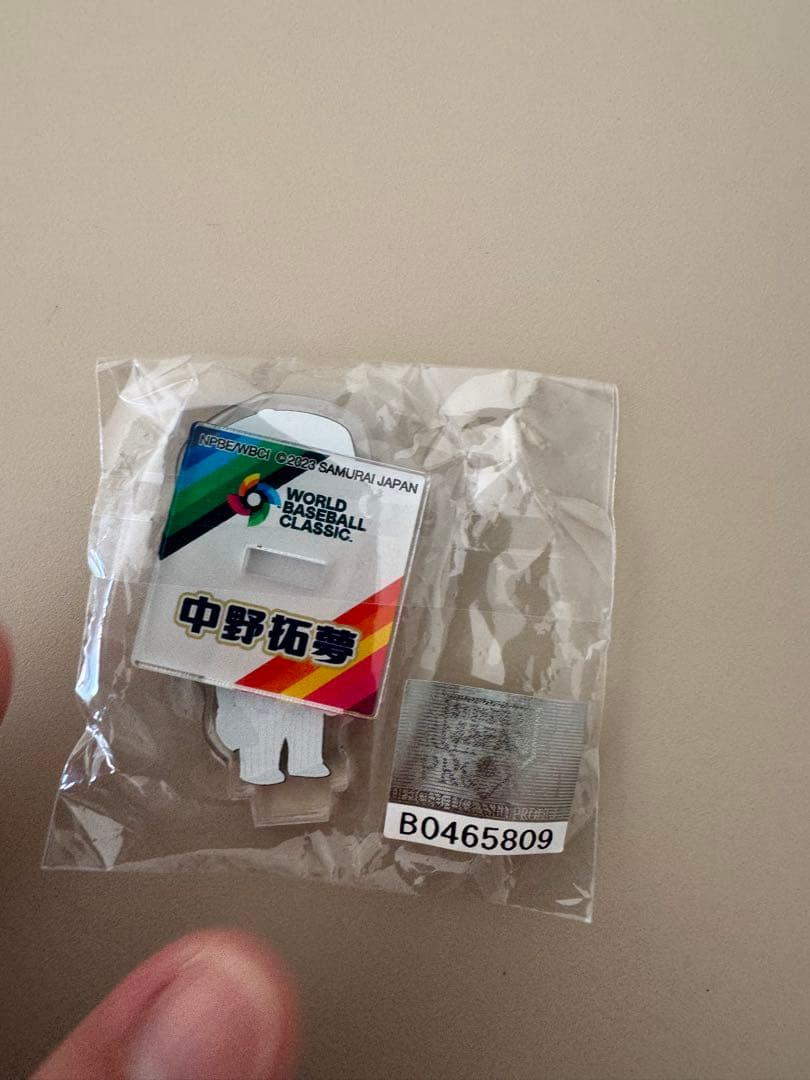 NPBE/WBCI ©2023 SAMURAI JAPAN
WORLD
BASEBALL
CLASSIC.
中野拓夢
B0465809